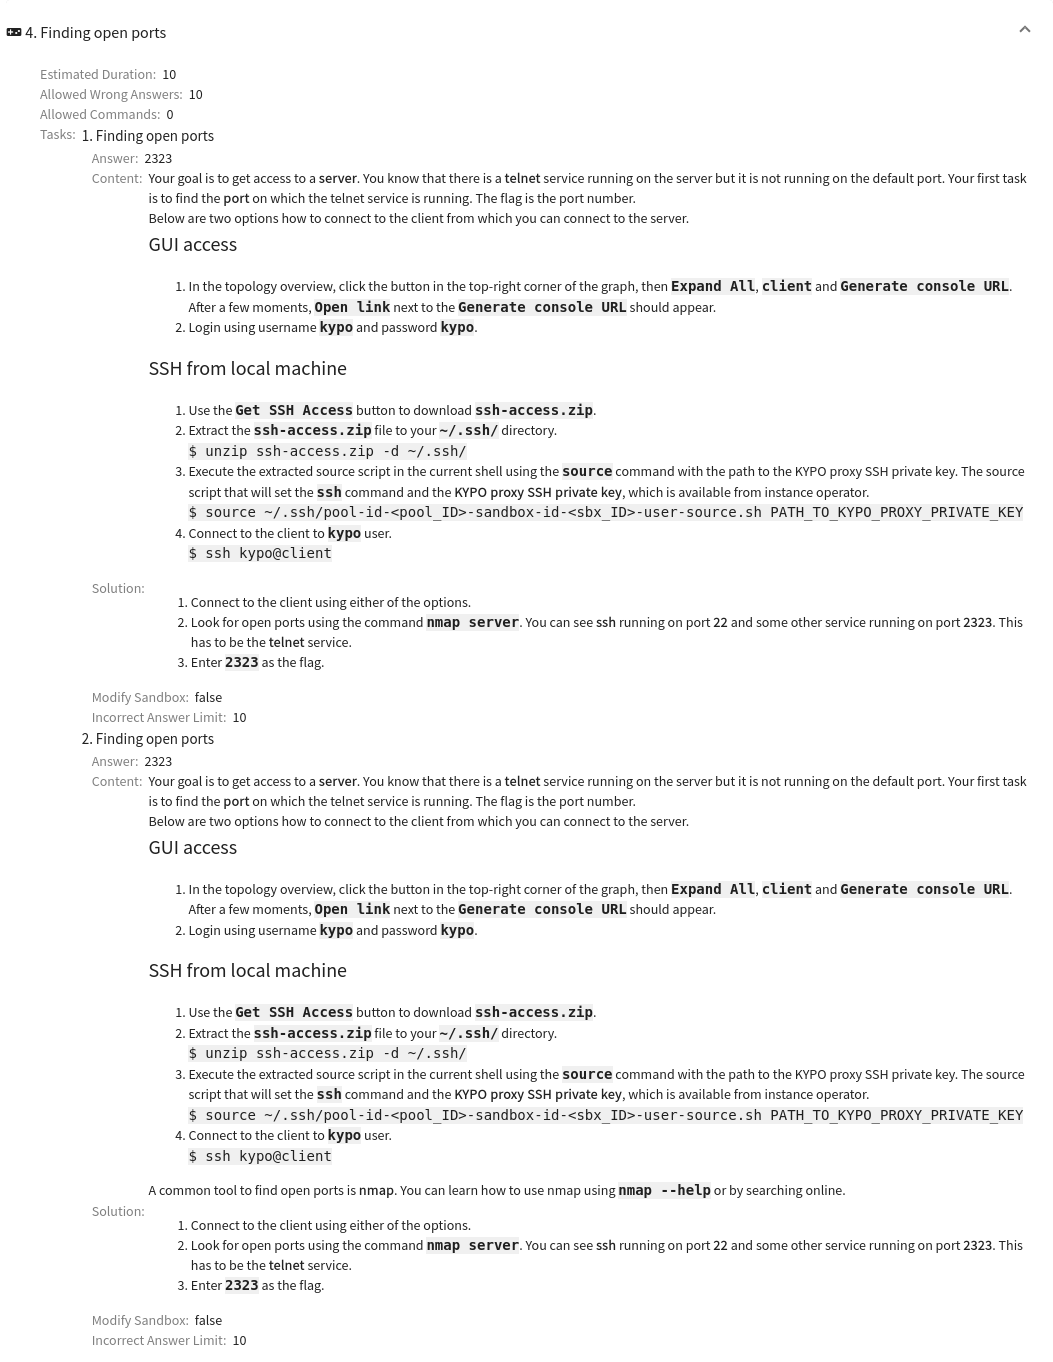 4. Finding open ports
Estimated Duration: 10
Allowed Wrong Answers: 10
Allowed Commands: 0
Tasks: 1. Finding open ports
Answer: 2323
Content: Your goal is to get access to a server. You know that there is a telnet service running on the server but it is not running on the default port. Your first task
is to find the port on which the telnet service is running. The flag is the port number.
Below are two options how to connect to the client from which you can connect to the server.
GUI access
1. In the topology overview, click the button in the top-right corner of the graph, then Expand All, client and Generate console URL.
After a few moments, Open link next to the Generate console URL should appear.
2. Login using username kypo and password kypo.
SSH from local machine
1. Use the Get SSH Access button to download ssh-access.zip.
2. Extract the ssh-access.zip file to your ~/.ssh/ directory.
$ unzip ssh-access.zip -d ~/.ssh/
3. Execute the extracted source script in the current shell using the source command with the path to the KYPO proxy SSH private key. The source
script that will set the ssh command and the KYPO proxy SSH private key, which is available from instance operator.
$ source ~/.ssh/pool-id-<pool_ID>-sandbox-id-<sbx_ID>-user-source.sh PATH_TO_KYPO_PROXY_PRIVATE_KEY
4. Connect to the client to kypo user.
$ ssh kypo@client
Solution:
1. Connect to the client using either of the options.
2. Look for open ports using the command nmap server. You can see ssh running on port 22 and some other service running on port 2323. This
has to be the telnet service.
3. Enter 2323 as the flag.
Modify Sandbox: false
Incorrect Answer Limit: 10
2. Finding open ports
Answer: 2323
Content: Your goal is to get access to a server. You know that there is a telnet service running on the server but it is not running on the default port. Your first task
is to find the port on which the telnet service is running. The flag is the port number.
Below are two options how to connect to the client from which you can connect to the server.
GUI access
1. In the topology overview, click the button in the top-right corner of the graph, then Expand All, client and Generate console URL.
After a few moments, Open link next to the Generate console URL should appear.
2. Login using username kypo and password kypo.
SSH from local machine
1. Use the Get SSH Access button to download ssh-access.zip.
2. Extract the ssh-access.zip file to your ~/.ssh/ directory.
$ unzip ssh-access.zip -d ~/.ssh/
3. Execute the extracted source script in the current shell using the source command with the path to the KYPO proxy SSH private key. The source
script that will set the ssh command and the KYPO proxy SSH private key, which is available from instance operator.
$ source ~/.ssh/pool-id-<pool_ID>-sandbox-id-<sbx_ID>-user-source.sh PATH_TO_KYPO_PROXY_PRIVATE_KEY
4. Connect to the client to kypo user.
$ ssh kypo@client
A common tool to find open ports is nmap. You can learn how to use nmap using nmap --help or by searching online.
Solution:
1. Connect to the client using either of the options.
2. Look for open ports using the command nmap server. You can see ssh running on port 22 and some other service running on port 2323. This
has to be the telnet service.
3. Enter 2323 as the flag.
Modify Sandbox: false
Incorrect Answer Limit: 10